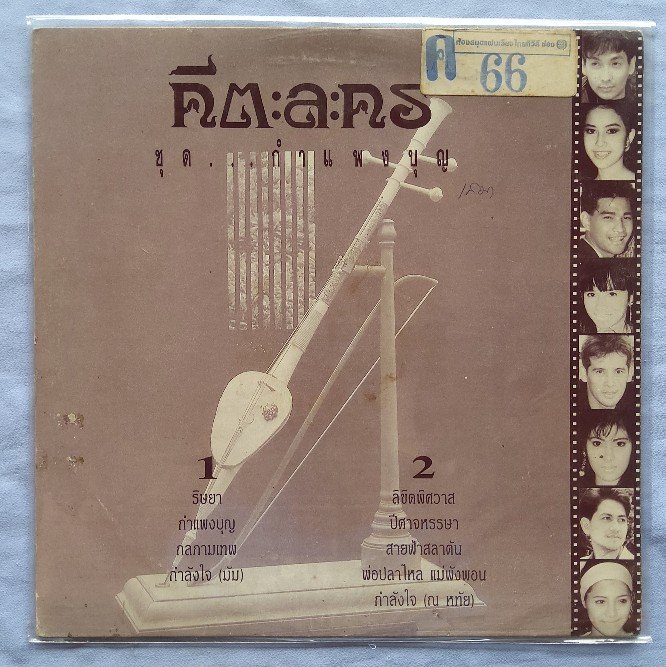 ค 66
คีตะละคร
ชุด...กำแพงบุญ
1
ริษยา
กำแพงบุญ
กลกามเทพ
กำลังใจ (มัม)
2
ลิขิตพิศวาส
ปีศาจหรรษา
สายฟ้าสลาตัน
พ่อปลาไหล แม่พังพอน
กำลังใจ (ณ หทัย)